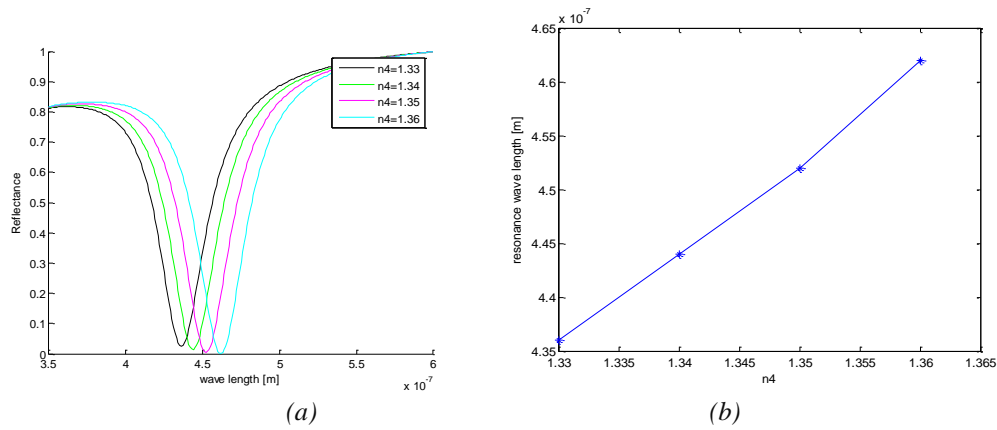 1
0.9
0.8
0.7
0.6
0.5
0.4
0.3
0.2
0.1
0
Reflectance
3.5 4 4.5 5 5.5 6
wave length [m]
x 10⁻⁷
n4=1.33
n4=1.34
n4=1.35
n4=1.36
(a)
x 10⁻⁷
4.65
4.6
4.55
4.5
4.45
4.4
4.35
resonance wave length [m]
1.33 1.335 1.34 1.345 1.35 1.355 1.36 1.365
n4
(b)